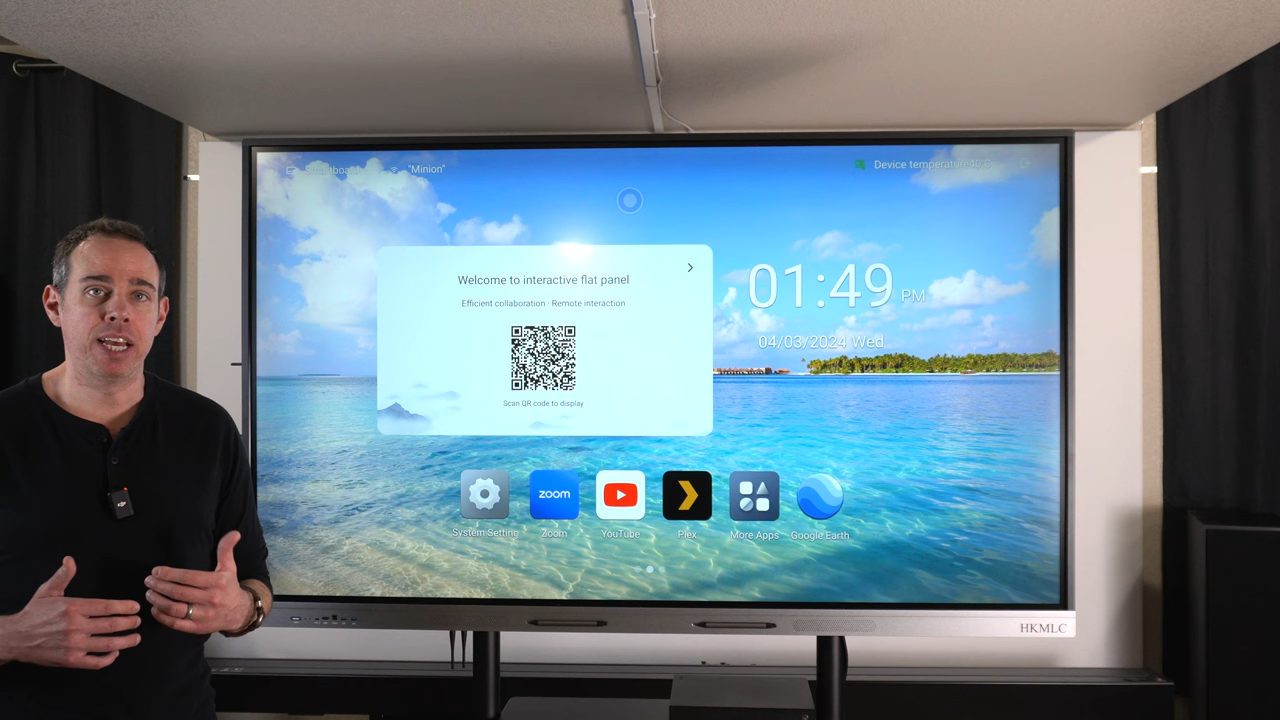 "Minion"
Device temperature
Welcome to interactive flat panel
Efficient collaboration · Remote interaction
Scan QR code to display
01:49 PM
04/03/2024 Wed
zoom
System Setting
Zoom
YouTube
Plex
More Apps
Google Earth
HKMLC